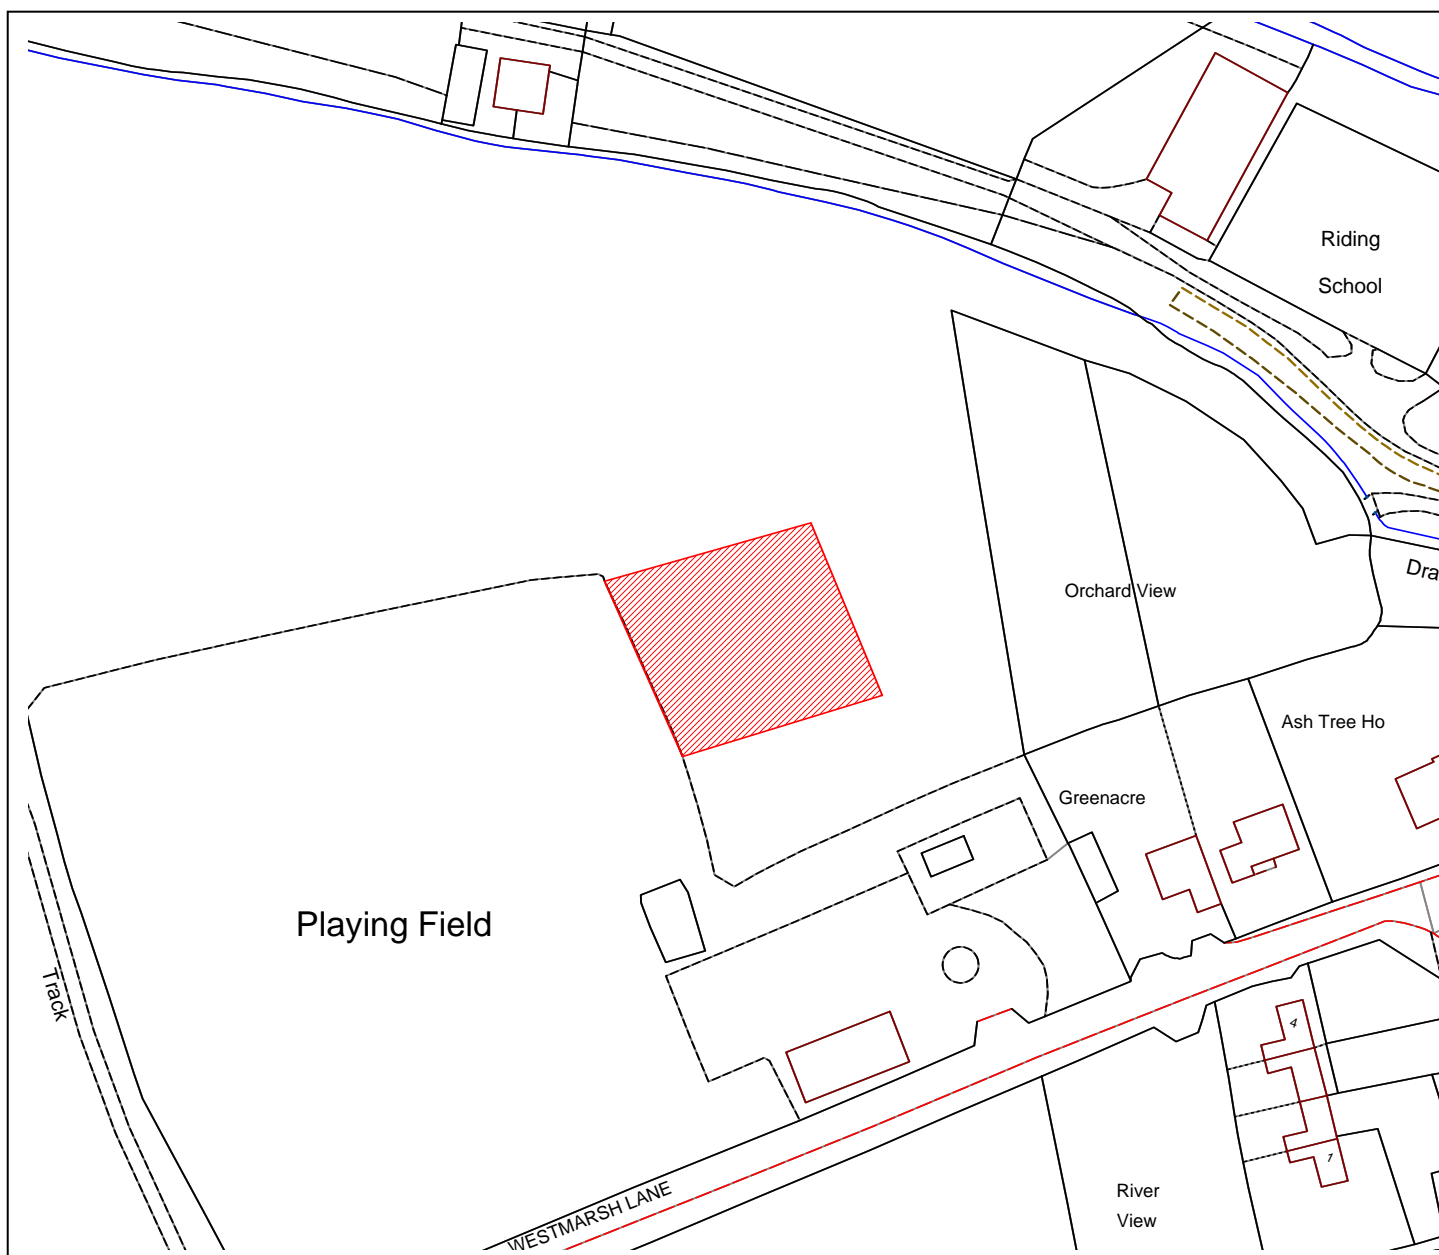 Riding
School
Dra
Orchard View
Ash Tree Ho
Greenacre
Playing Field
Track
4
1
River
View
WESTMARSH LANE